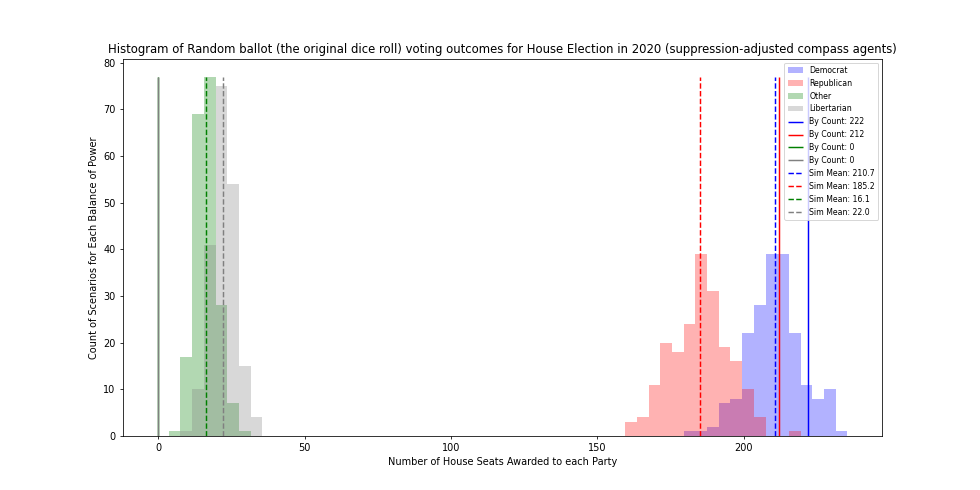 Histogram of Random ballot (the original dice roll) voting outcomes for House Election in 2020 (suppression-adjusted compass agents)
80
70
60
50
40
30
20
10
0
Count of Scenarios for Each Balance of Power
Democrat
Republican
Other
Libertarian
By Count: 222
By Count: 212
By Count: 0
By Count: 0
Sim Mean: 210.7
Sim Mean: 185.2
Sim Mean: 16.1
Sim Mean: 22.0
0 50 100 150 200
Number of House Seats Awarded to each Party